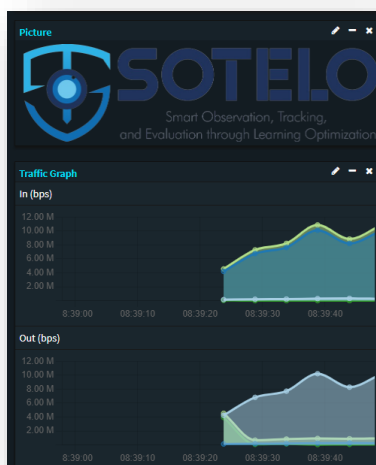 Picture
SOTELO
Smart Observation, Tracking,
and Evaluation through Learning Optimization
Traffic Graph
In (bps)
12.00 M
10.00 M
8.00 M
6.00 M
4.00 M
2.00 M
8:39:00 08:39:10 08:39:20 08:39:30 08:39:40
Out (bps)
12.00 M
10.00 M
8.00 M
6.00 M
4.00 M
2.00 M
8:39:00 08:39:10 08:39:20 08:39:30 08:39:40